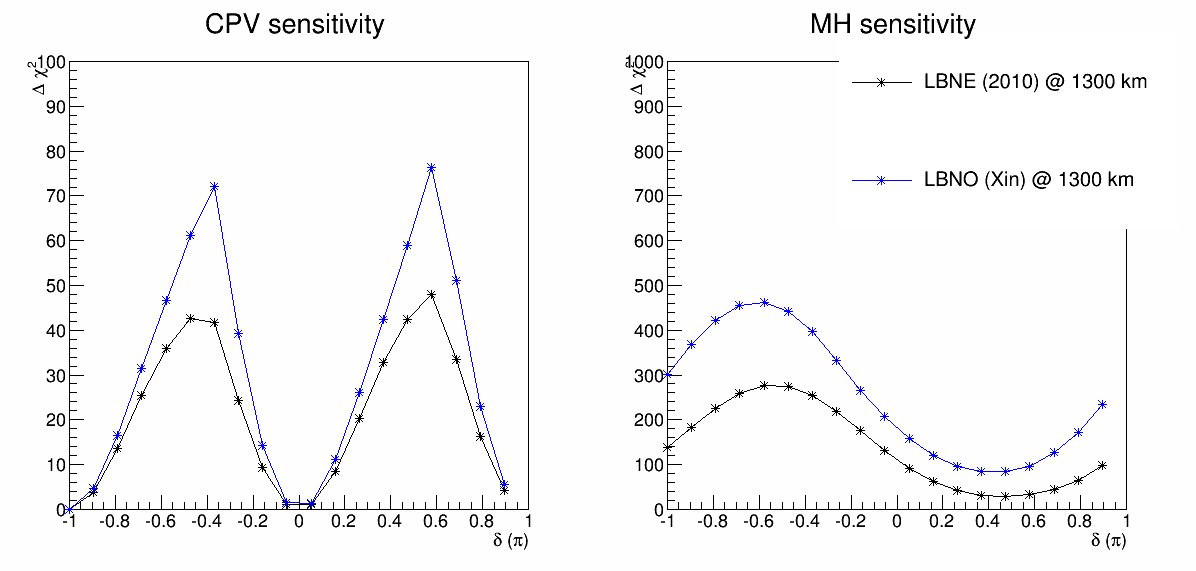 CPV sensitivity
Δ χ²
100
90
80
70
60
50
40
30
20
10
0
-1 -0.8 -0.6 -0.4 -0.2 0 0.2 0.4 0.6 0.8 1
δ (π)
MH sensitivity
Δ χ²
1000
900
800
700
600
500
400
300
200
100
0
-1 -0.8 -0.6 -0.4 -0.2 0 0.2 0.4 0.6 0.8 1
δ (π)
LBNE (2010) @ 1300 km
LBNO (Xin) @ 1300 km